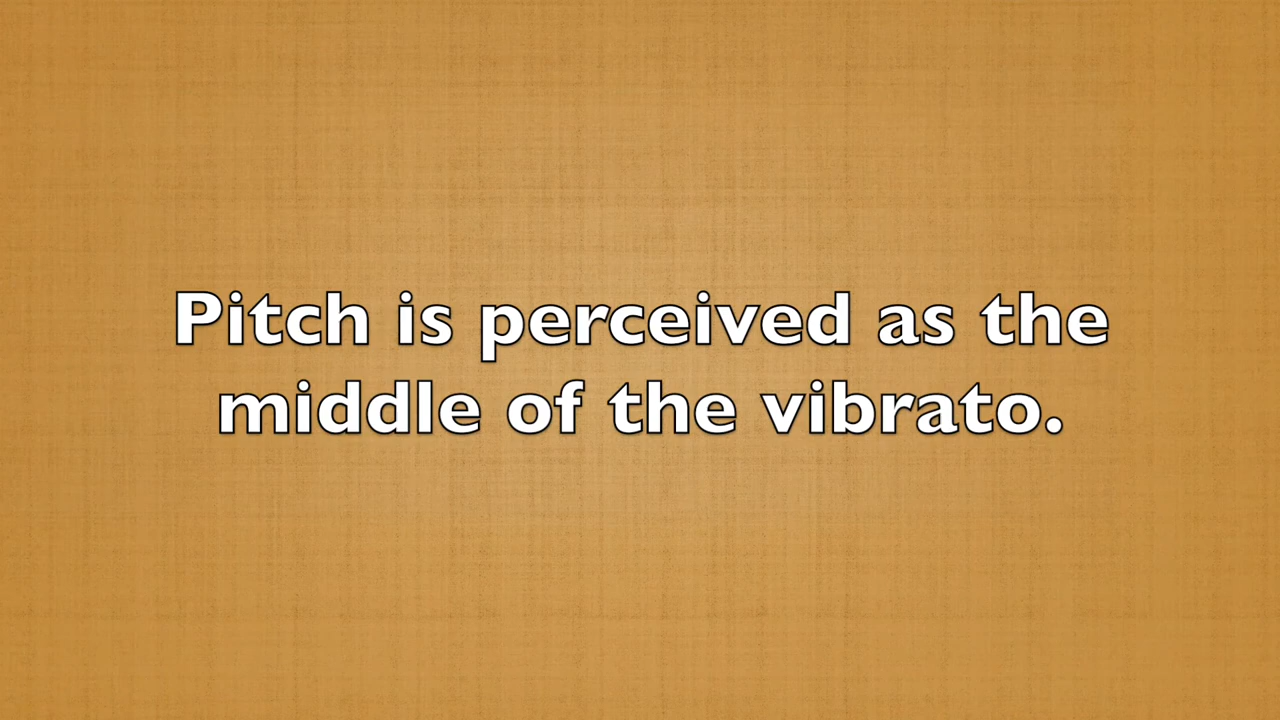 Pitch is perceived as the
middle of the vibrato.